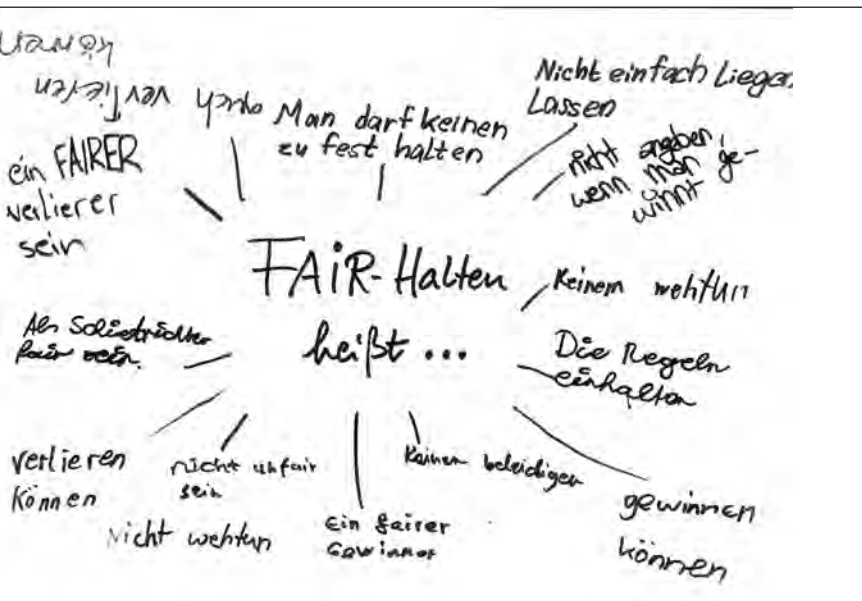 auch verlieren
können
Man darf keinen
zu fest halten
Nicht einfach Liegen
Lassen
nicht angeben,
wenn man ge-
winnt
ein FAIRER
verlierer
sein
FAiR-Halten
heißt ...
Keinem wehtun
Als Schiedsrichter
fair sein.
Die Regeln
einhalten
verlieren
können
nicht unfair
sein
Keinen beleidigen
gewinnen
können
Nicht wehtun
Ein fairer
Gewinner